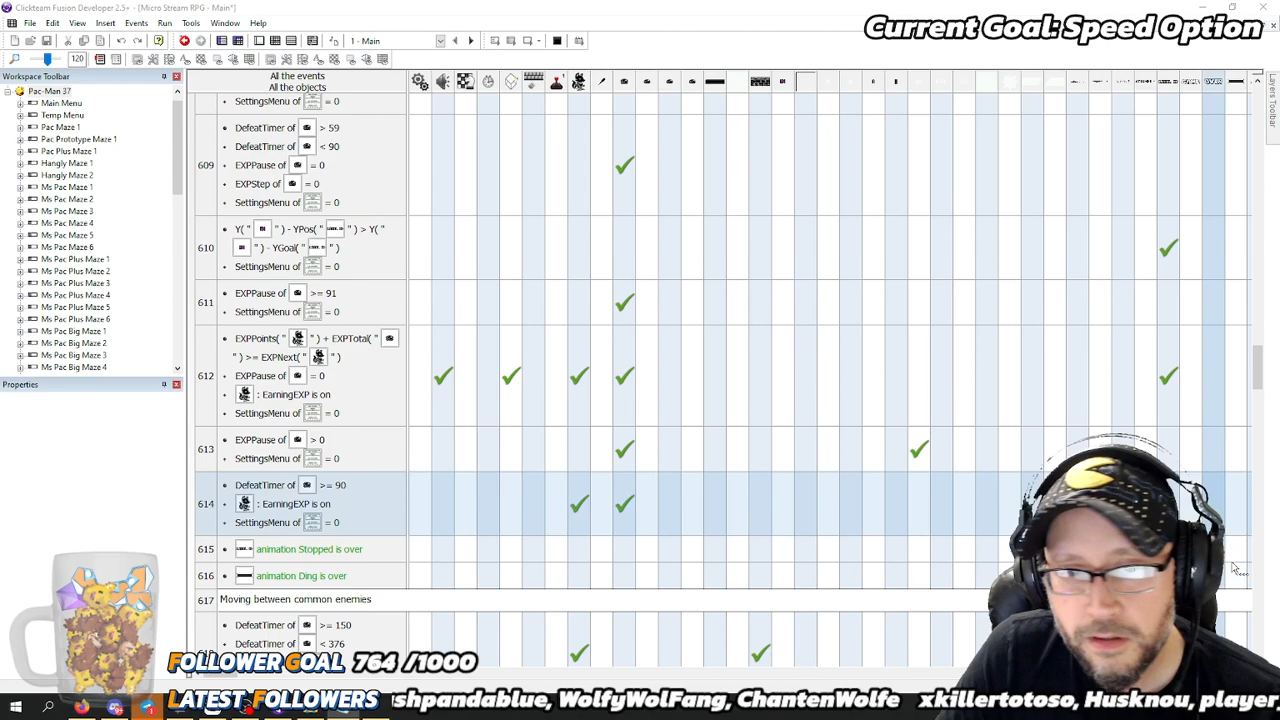 Clickteam Fusion Developer 2.5+ - [Micro Stream RPG - Main*]
File Edit View Insert Events Run Tools Window Help
Current Goal: Speed Option
1 - Main
120
Workspace Toolbar
Pac-Man 37
Main Menu
Temp Menu
Pac Maze 1
Pac Prototype Maze 1
Pac Plus Maze 1
Hangly Maze 1
Hangly Maze 2
Ms Pac Maze 1
Ms Pac Maze 2
Ms Pac Maze 3
Ms Pac Maze 4
Ms Pac Maze 5
Ms Pac Maze 6
Ms Pac Plus Maze 1
Ms Pac Plus Maze 2
Ms Pac Plus Maze 3
Ms Pac Plus Maze 4
Ms Pac Plus Maze 5
Ms Pac Plus Maze 6
Ms Pac Big Maze 1
Ms Pac Big Maze 2
Ms Pac Big Maze 3
Ms Pac Big Maze 4
Properties
All the events
All the objects
OVER
Layers Toolbar
SettingsMenu of = 0
609
DefeatTimer of > 59
DefeatTimer of < 90
EXPPause of = 0
EXPStep of = 0
SettingsMenu of = 0
610
Y( " " ) - YPos( " " ) > Y( "
" ) - YGoal( " " )
SettingsMenu of = 0
611
EXPPause of >= 91
SettingsMenu of = 0
612
EXPPoints( " " ) + EXPTotal( "
" ) >= EXPNext( " " )
EXPPause of = 0
: EarningEXP is on
SettingsMenu of = 0
613
EXPPause of > 0
SettingsMenu of = 0
614
DefeatTimer of >= 90
: EarningEXP is on
SettingsMenu of = 0
615 animation Stopped is over
616 animation Ding is over
617 Moving between common enemies
DefeatTimer of >= 150
DefeatTimer of < 376
Follower Goal 764 /1000
Latest Followers shpandablue, WolfyWolFang, ChantenWolfe xkillertotoso, Husknou, player